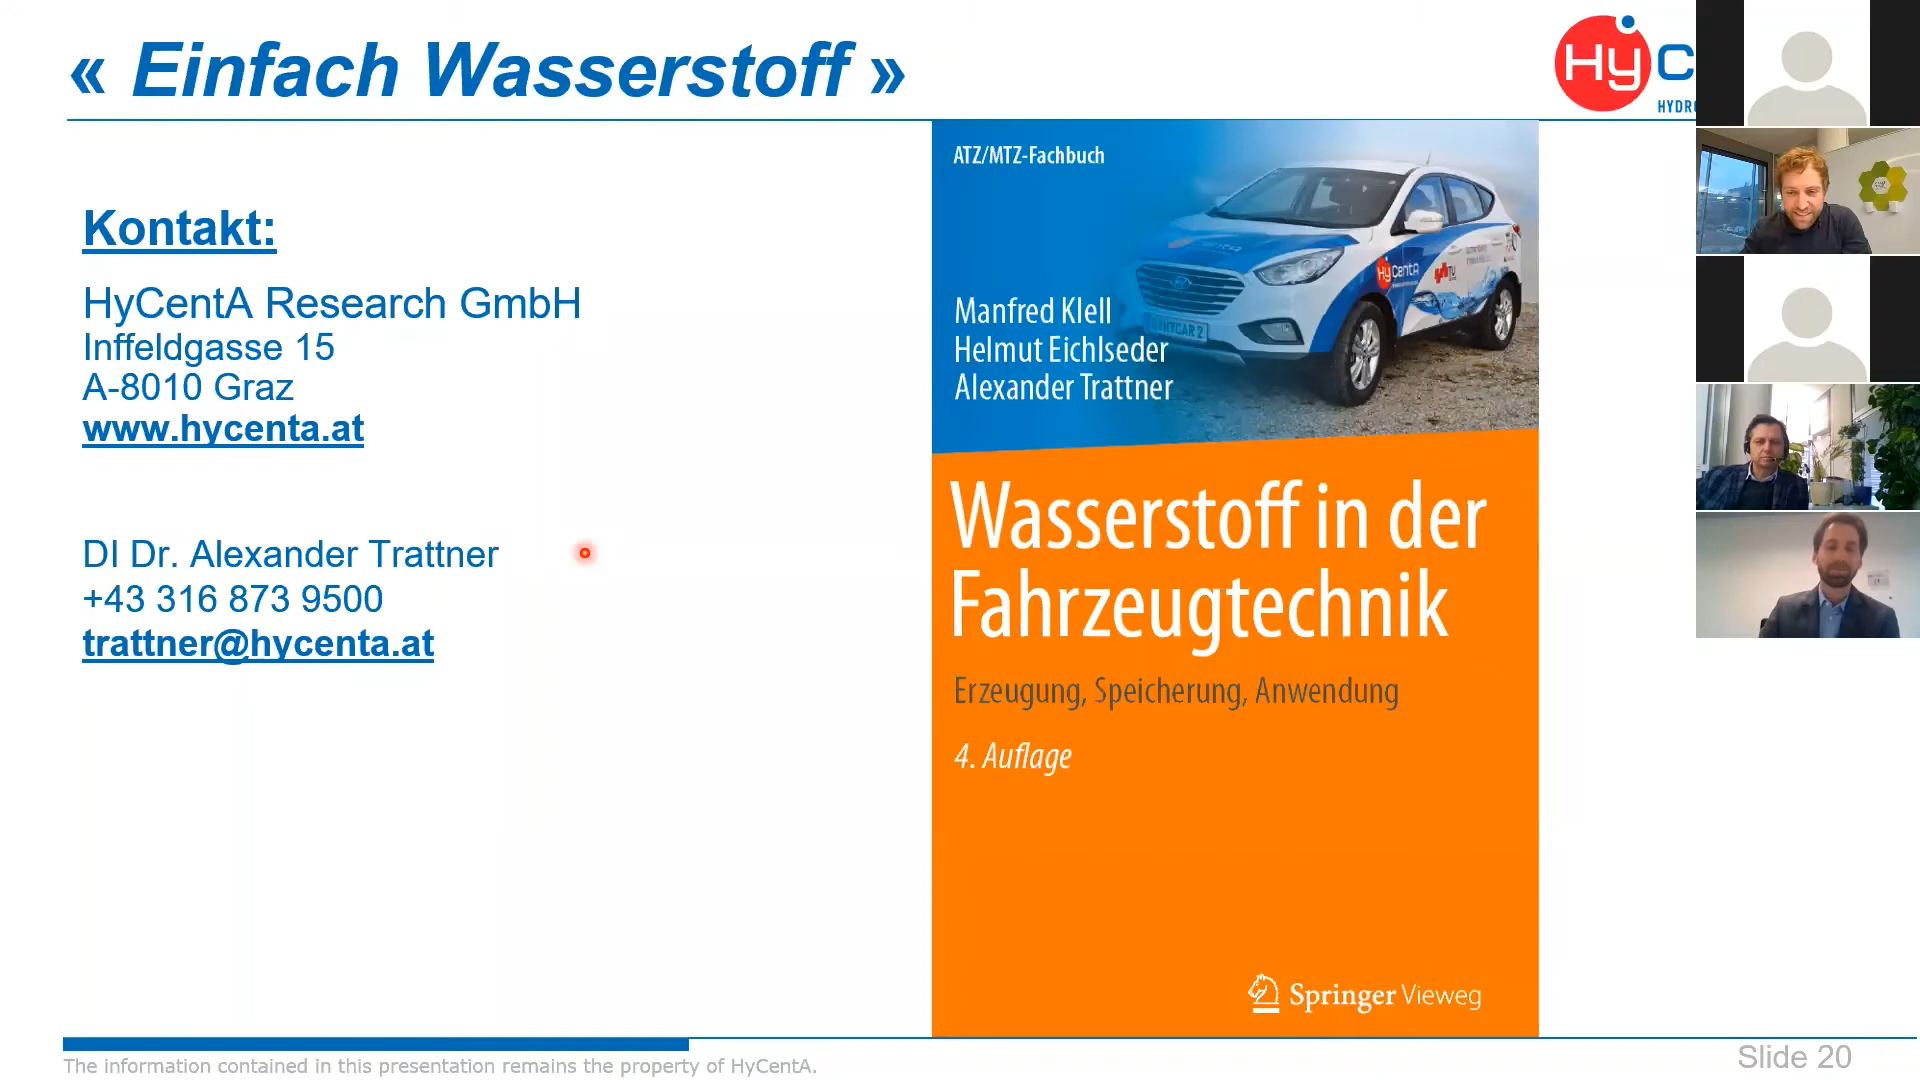 « Einfach Wasserstoff »
Hy C
HYDR
Kontakt:
HyCentA Research GmbH
Inffeldgasse 15
A-8010 Graz
www.hycenta.at
DI Dr. Alexander Trattner
+43 316 873 9500
trattner@hycenta.at
ATZ/MTZ-Fachbuch
HyCentA
Manfred Klell
Helmut Eichlseder
Alexander Trattner
Wasserstoff in der
Fahrzeugtechnik
Erzeugung, Speicherung, Anwendung
4. Auflage
Springer Vieweg
The information contained in this presentation remains the property of HyCentA.
Slide 20